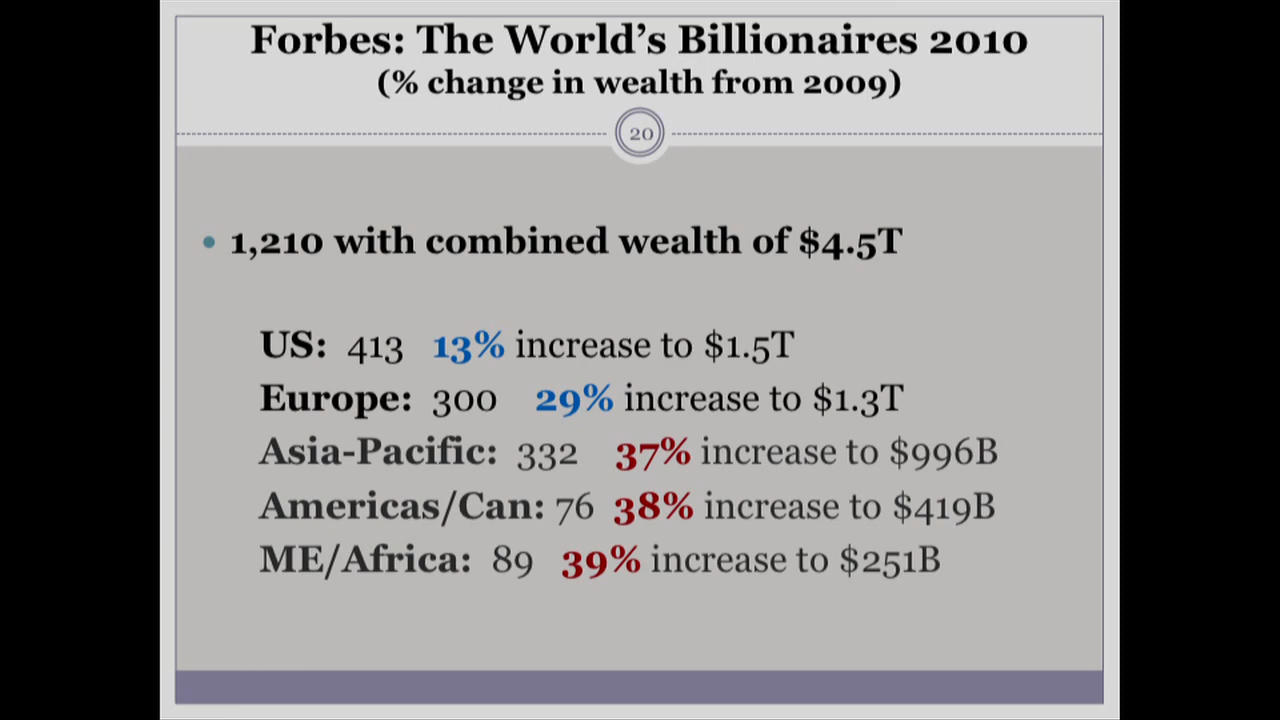 Forbes: The World's Billionaires 2010
(% change in wealth from 2009)
20
• 1,210 with combined wealth of $4.5T
US: 413 13% increase to $1.5T
Europe: 300 29% increase to $1.3T
Asia-Pacific: 332 37% increase to $996B
Americas/Can: 76 38% increase to $419B
ME/Africa: 89 39% increase to $251B